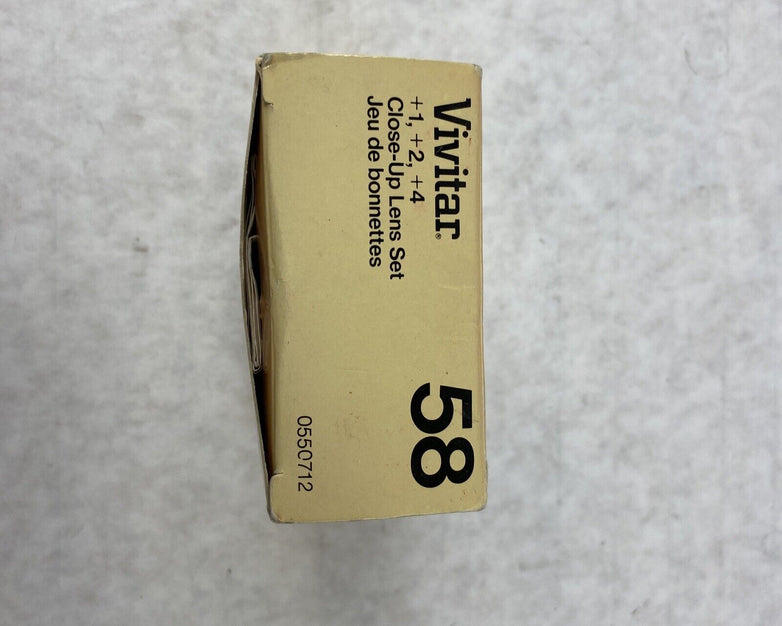 Vivitar®
+1, +2, +4
Close-Up Lens Set
Jeu de bonnettes
58
0550712